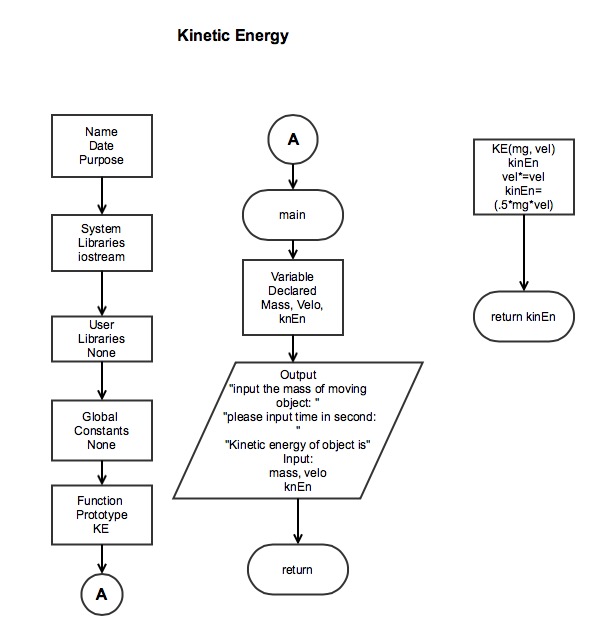 Kinetic Energy
Name
Date
Purpose
System
Libraries
iostream
User
Libraries
None
Global
Constants
None
Function
Prototype
KE
A
A
main
Variable
Declared
Mass, Velo,
knEn
Output
"input the mass of moving
object: "
"please input time in second:
"
"Kinetic energy of object is"
Input:
mass, velo
knEn
return
KE(mg, vel)
kinEn
vel*=vel
kinEn=
(.5*mg*vel)
return kinEn